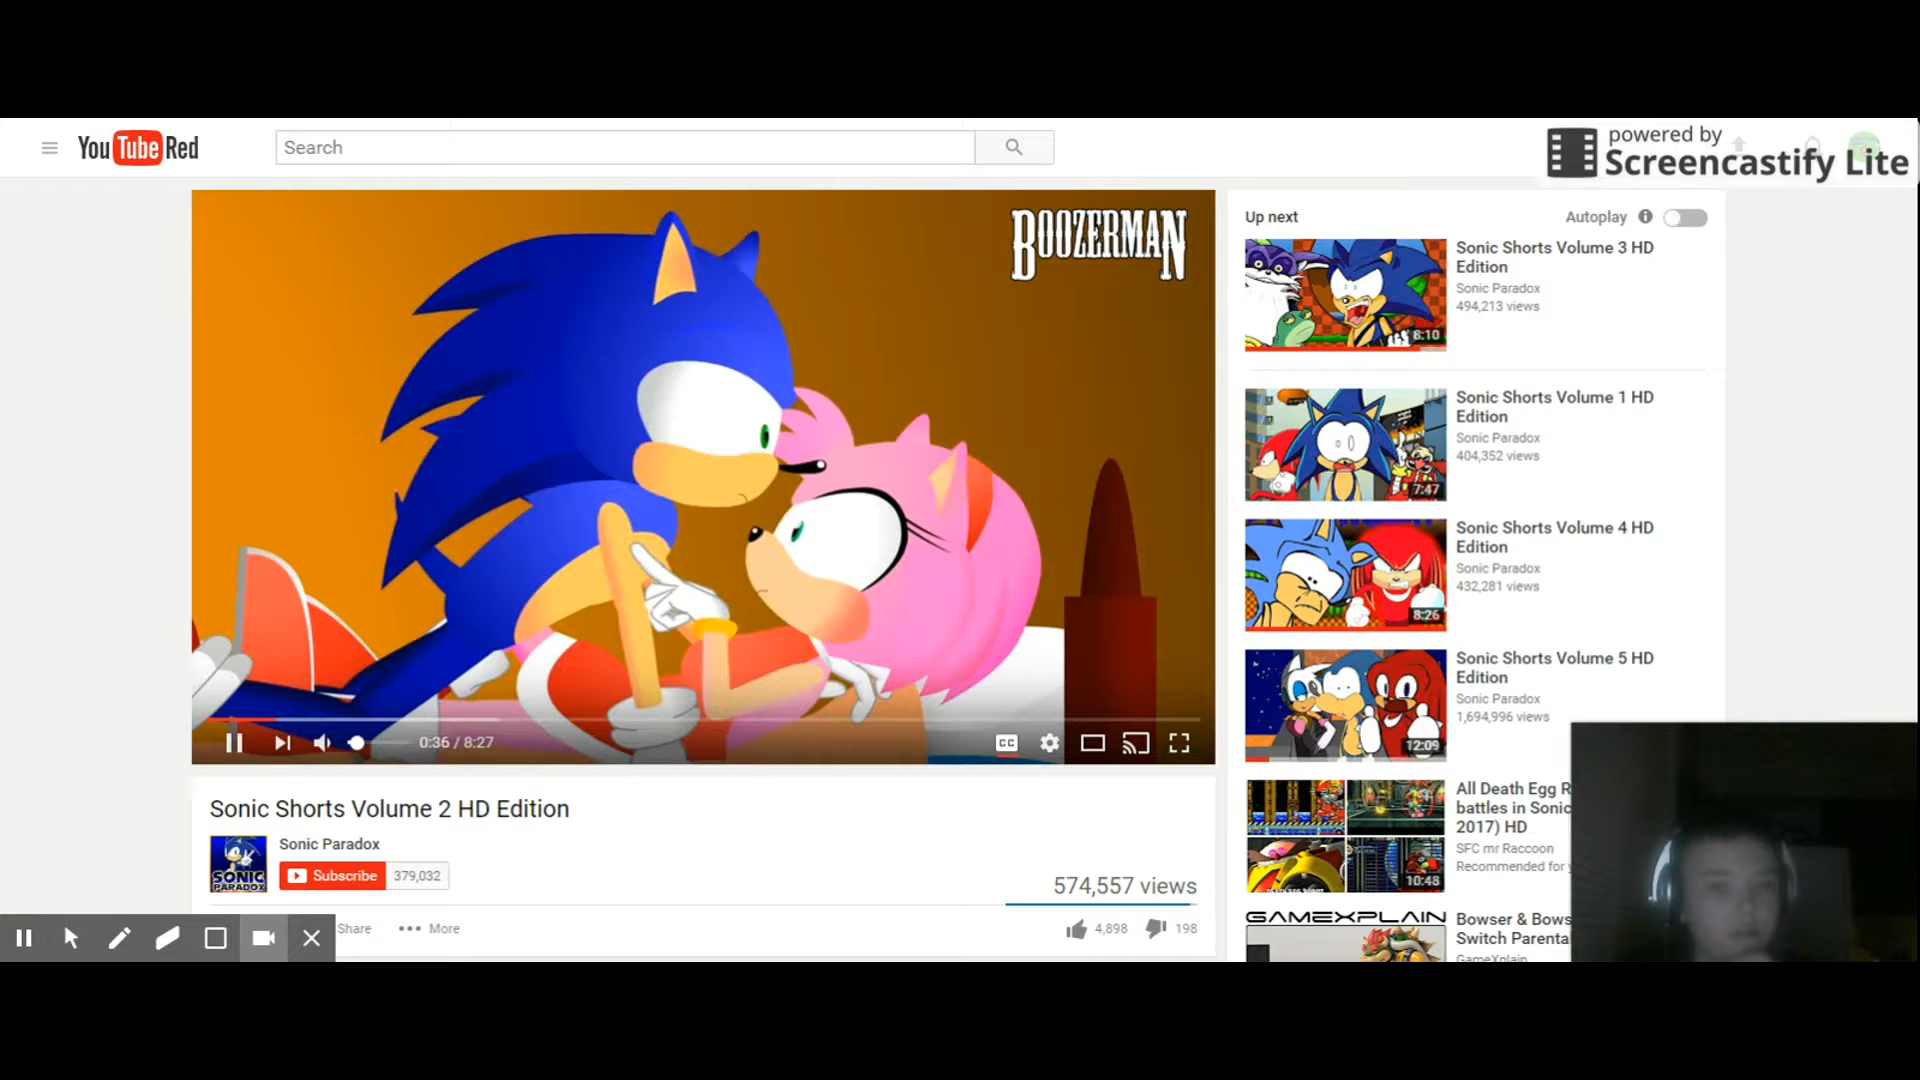 YouTube Red
Search
powered by
Screencastify Lite
BOOZERMAN
0:36 / 8:27
CC
Sonic Shorts Volume 2 HD Edition
SONIC
PARADOX
Sonic Paradox
Subscribe 379,032
574,557 views
Share
More
4,898
198
Up next
Autoplay
Sonic Shorts Volume 3 HD
Edition
Sonic Paradox
494,213 views
8:10
Sonic Shorts Volume 1 HD
Edition
Sonic Paradox
404,352 views
7:47
Sonic Shorts Volume 4 HD
Edition
Sonic Paradox
432,281 views
8:26
Sonic Shorts Volume 5 HD
Edition
Sonic Paradox
1,694,996 views
12:09
All Death Egg R
battles in Sonic
2017) HD
SFC mr Raccoon
Recommended for y
10:48
GAMEXPLAIN
Bowser & Bows
Switch Parenta
GameXplain